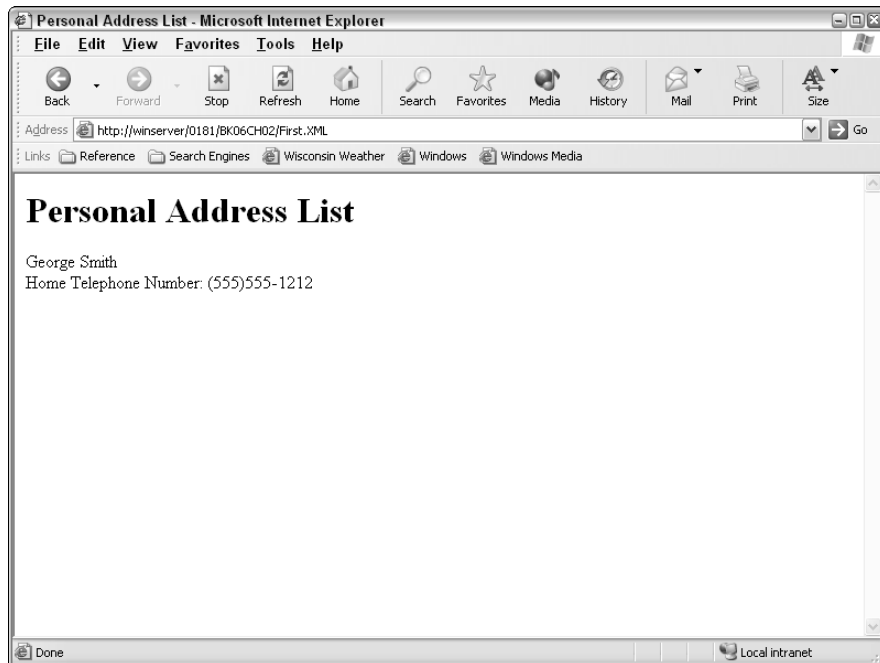 Personal Address List - Microsoft Internet Explorer
File Edit View Favorites Tools Help
Back Forward Stop Refresh Home Search Favorites Media History Mail Print Size
Address http://winserver/0181/BK06CH02/First.XML Go
Links Reference Search Engines Wisconsin Weather Windows Windows Media
Personal Address List
George Smith
Home Telephone Number: (555)555-1212
Done Local intranet